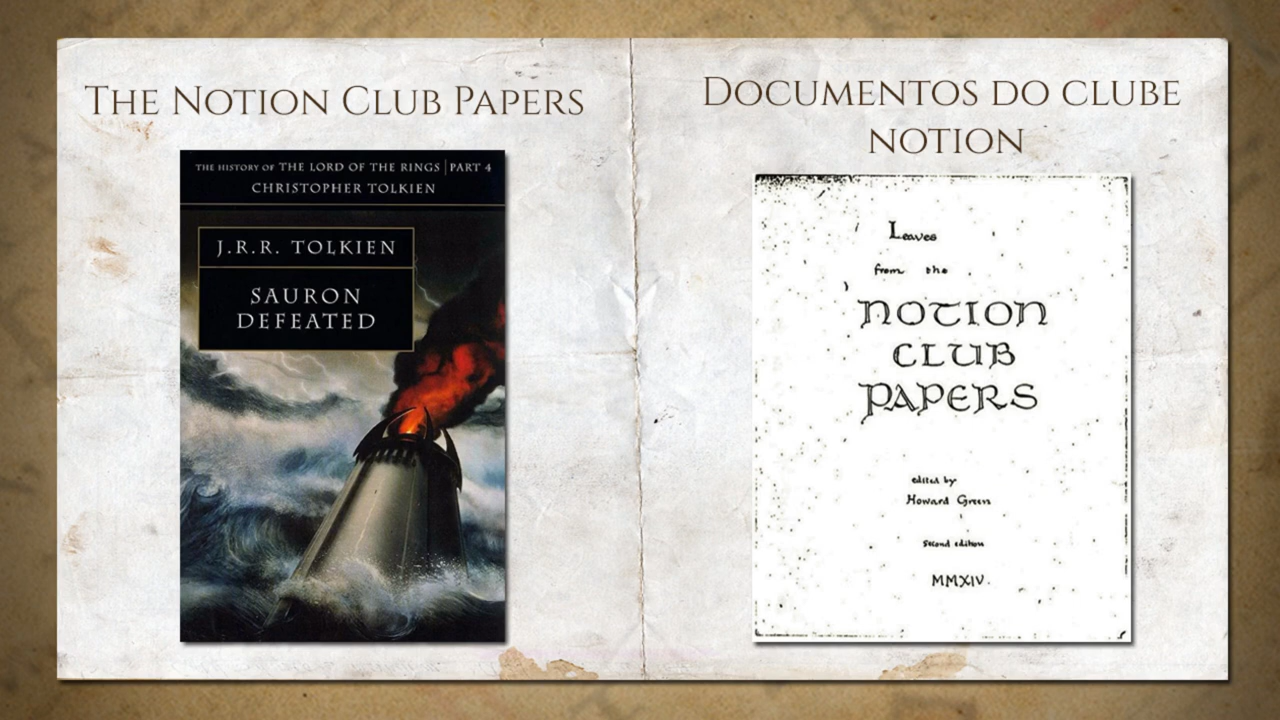 The Notion Club Papers
THE HISTORY OF THE LORD OF THE RINGS | PART 4
CHRISTOPHER TOLKIEN
J.R.R. TOLKIEN
SAURON
DEFEATED
Documentos do clube
notion
Leaves
from the
NOTION
CLUB
PAPERS
edited by
Howard Green
Second edition
MMXIV.